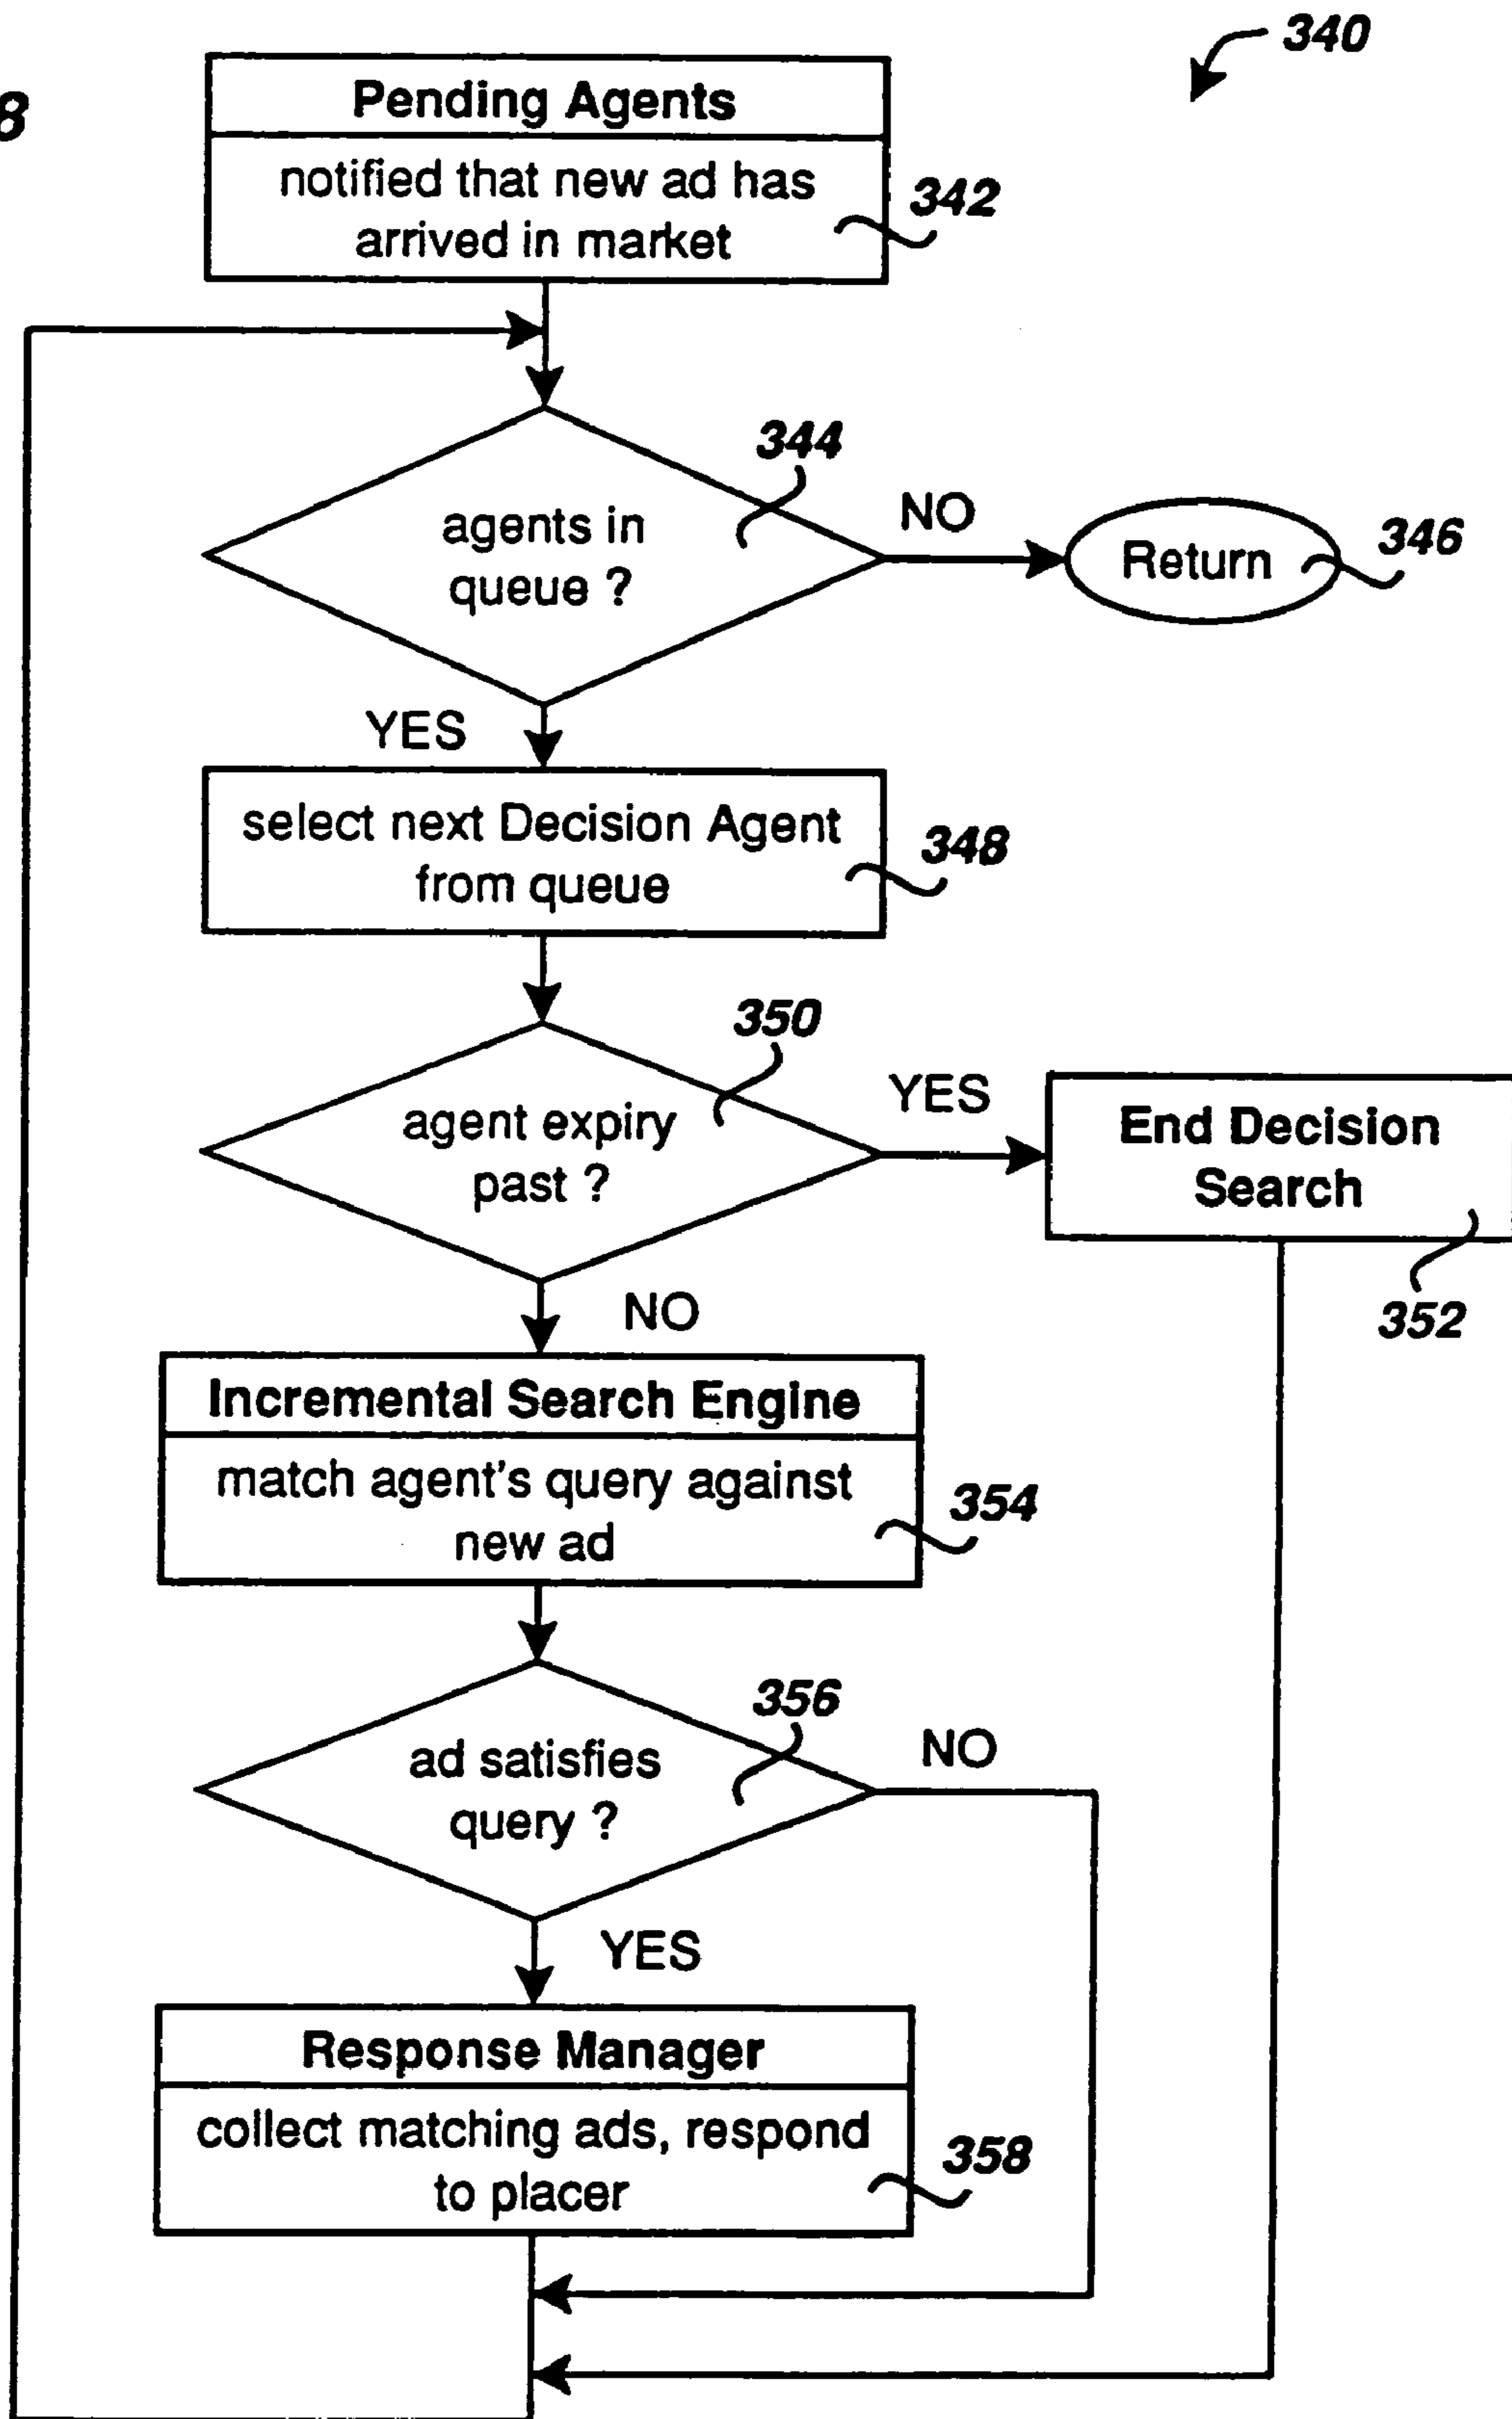 340
8
Pending Agents
notified that new ad has
arrived in market
342
344
agents in
queue ?
NO
Return
346
YES
select next Decision Agent
from queue
348
350
agent expiry
past ?
YES
End Decision
Search
352
NO
Incremental Search Engine
match agent's query against
new ad
354
356
ad satisfies
query ?
NO
YES
Response Manager
collect matching ads, respond
to placer
358